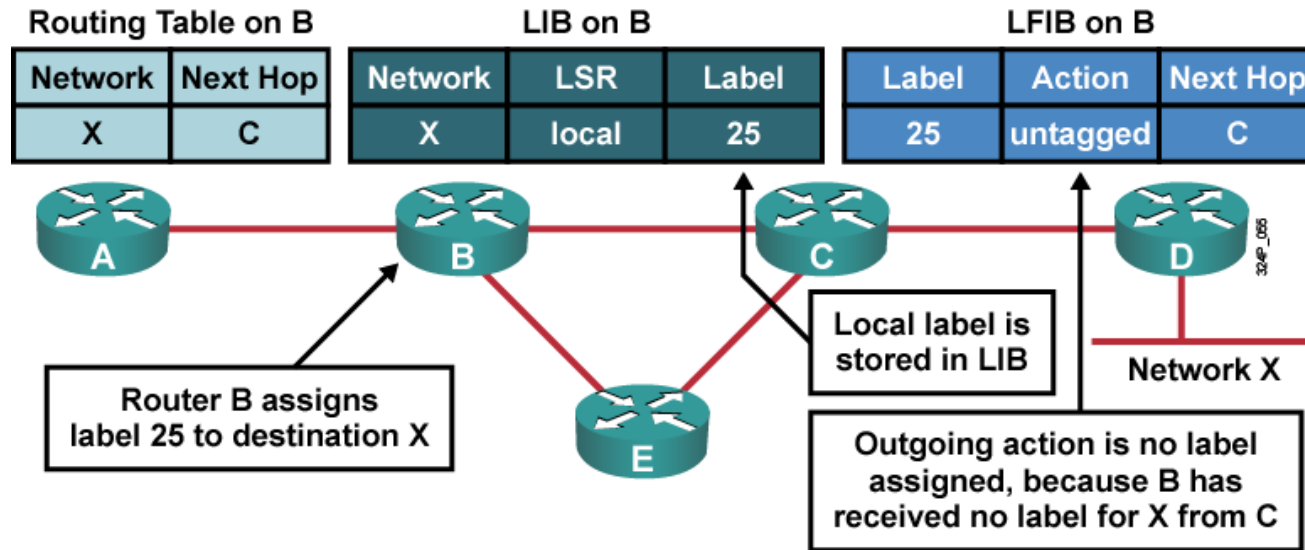 Routing Table on B
LIB on B
LFIB on B
Network Next Hop
X C
Network LSR Label
X local 25
Label Action Next Hop
25 untagged C
A
B
C
D
E
324P_055
Router B assigns
label 25 to destination X
Local label is
stored in LIB
Network X
Outgoing action is no label
assigned, because B has
received no label for X from C